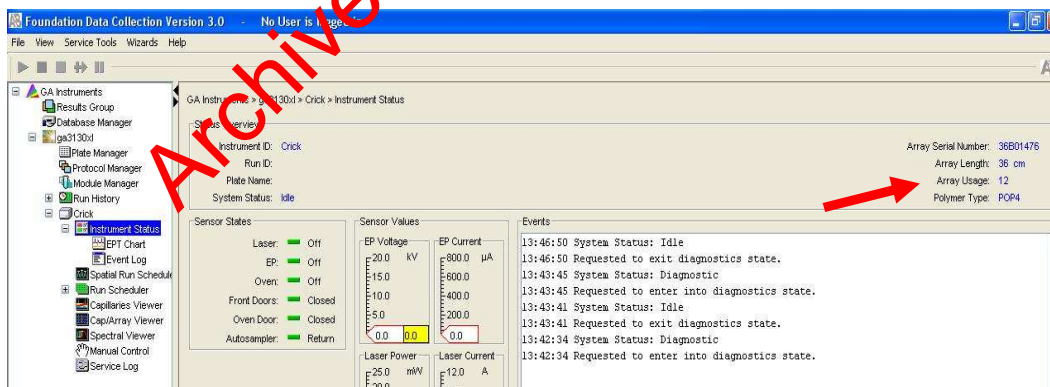 Foundation Data Collection Version 3.0 - No User is logged in
File View Service Tools Wizards Help
Archive
GA Instruments
Results Group
Database Manager
ga3130xl
Plate Manager
Protocol Manager
Module Manager
Run History
Crick
Instrument Status
EPT Chart
Event Log
Spatial Run Schedule
Run Scheduler
Capillaries Viewer
Cap/Array Viewer
Spectral Viewer
Manual Control
Service Log
GA Instruments > ga3130xl > Crick > Instrument Status
Status Overview
Instrument ID: Crick
Run ID:
Plate Name:
System Status: Idle
Array Serial Number: 36B01476
Array Length: 36 cm
Array Usage: 12
Polymer Type: POP4
Sensor States
Laser: Off
EP: Off
Oven: Off
Front Doors: Closed
Oven Door: Closed
Autosampler: Return
Sensor Values
EP Voltage
20.0 kV
15.0
10.0
5.0
0.0 0.0
EP Current
800.0 µA
600.0
400.0
200.0
0.0
Laser Power
25.0 mW
20.0
Laser Current
12.0 A
Events
13:46:50 System Status: Idle
13:46:50 Requested to exit diagnostics state.
13:43:45 System Status: Diagnostic
13:43:45 Requested to enter into diagnostics state.
13:43:41 System Status: Idle
13:43:41 Requested to exit diagnostics state.
13:42:34 System Status: Diagnostic
13:42:34 Requested to enter into diagnostics state.